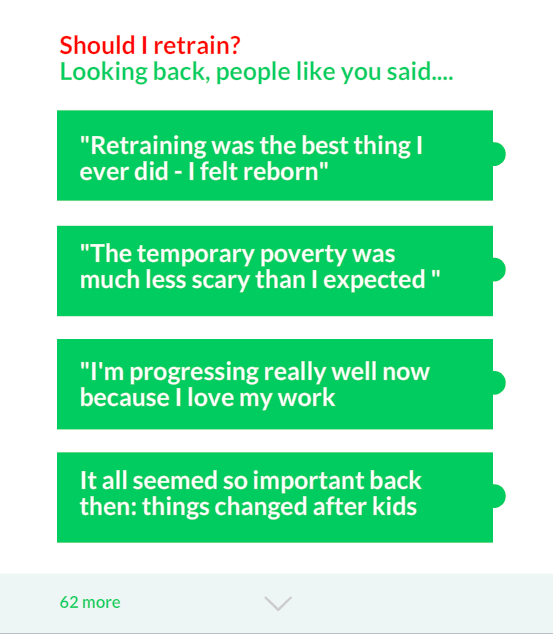 Should I retrain?
Looking back, people like you said....
"Retraining was the best thing I
ever did - I felt reborn"
"The temporary poverty was
much less scary than I expected "
"I'm progressing really well now
because I love my work
It all seemed so important back
then: things changed after kids
62 more